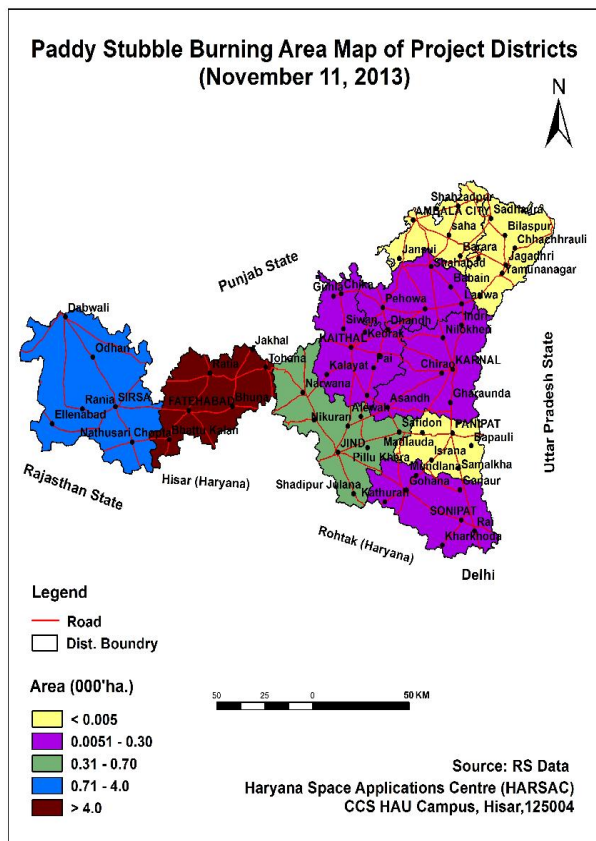 Paddy Stubble Burning Area Map of Project Districts
(November 11, 2013)
N
Shahzadpur
AMBALA CITY
Sadhaura
saha
Bilaspur
Chhachhrauli
Barara
Jansui
Jagadhri
Shahabad
Yamunanagar
Punjab State
Babain
Guhla
Chika
Ladwa
Pehowa
Dabwali
Indri
Siwan
Dhandh
Nilokheri
Odhan
KAITHAL
Jakhal
Tohana
Ratia
Pai
Kalayat
Chirao
KARNAL
Uttar Pradesh State
Narwana
Rania
SIRSA
Bhuna
FATEHABAD
Asandh
Gharaunda
Ellenabad
Alewah
Nikuran
Safidon
PANIPAT
Nathusari Chopta
Bhattu Kalan
JIND
Madlauda
Bapauli
Israna
Pillu Khera
Mundlana
Samalkha
Rajasthan State
Hisar (Haryana)
Gohana
Ganaur
Shadipur Julana
Kathurah
SONIPAT
Rai
Rohtak (Haryana)
Kharkhoda
Delhi
Legend
Road
Dist. Boundry
Area (000'ha.)
< 0.005
0.0051 - 0.30
0.31 - 0.70
0.71 - 4.0
> 4.0
50 25 0 50 KM
Source: RS Data
Haryana Space Applications Centre (HARSAC)
CCS HAU Campus, Hisar,125004